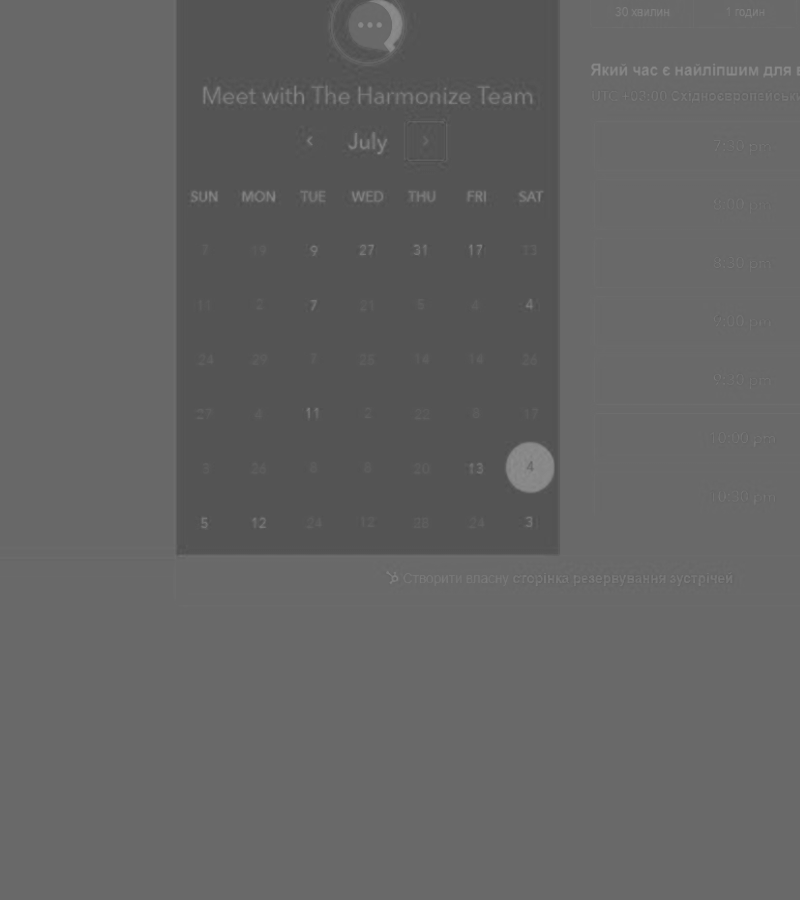 30 хвилин 1 годин
Meet with The Harmonize Team
Який час є найліпшим для
UTC +03:00 Східноєвропейськи
July
7:30 pm
SUN MON TUE WED THU FRI SAT
8:00 pm
7 19 9 27 31 17 13
8:30 pm
11 2 7 21 5 4 4
9:00 pm
24 29 7 25 14 14 26
9:30 pm
27 4 11 2 22 8 17
10:00 pm
3 26 6 8 20 13 4
10:30 pm
5 12 24 12 28 24 3
Створити власну сторінка резервування зустрічей